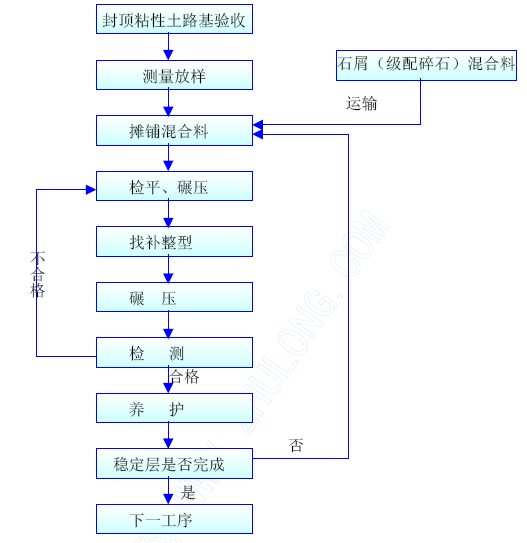 封顶粘性土路基验收
测量放样
石屑（级配碎石）混合料
运输
摊铺混合料
检平、碾压
找补整型
不合格
碾 压
检 测
合格
养 护
否
稳定层是否完成
是
下一工序
ZHULONG.COM